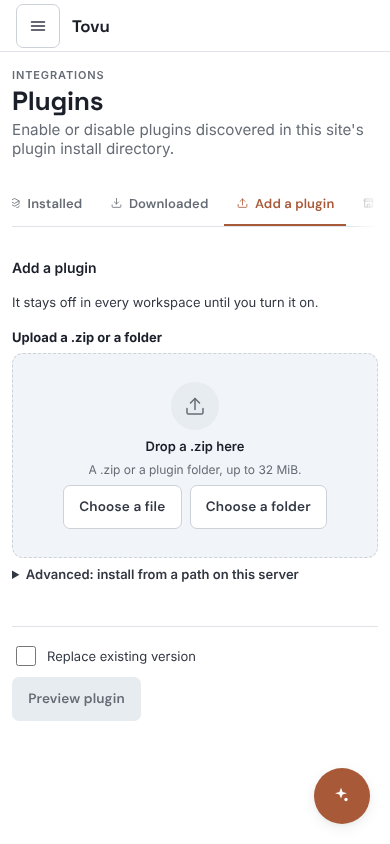 Tovu
INTEGRATIONS
Plugins
Enable or disable plugins discovered in this site's
plugin install directory.
Installed
Downloaded
Add a plugin
Add a plugin
It stays off in every workspace until you turn it on.
Upload a .zip or a folder
Drop a .zip here
A .zip or a plugin folder, up to 32 MiB.
Choose a file
Choose a folder
Advanced: install from a path on this server
Replace existing version
Preview plugin